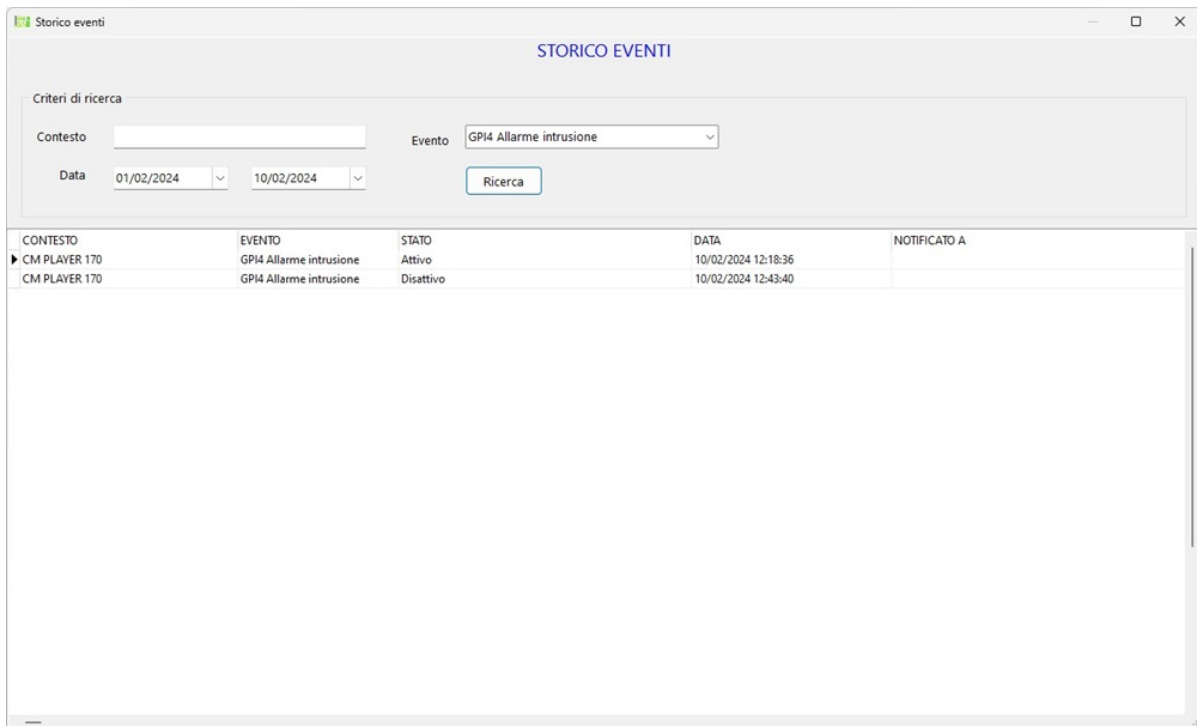 Storico eventi
STORICO EVENTI
Criteri di ricerca
Contesto Evento GPI4 Allarme intrusione
Data 01/02/2024 10/02/2024 Ricerca
CONTESTO EVENTO STATO DATA NOTIFICATO A
CM PLAYER 170 GPI4 Allarme intrusione Attivo 10/02/2024 12:18:36
CM PLAYER 170 GPI4 Allarme intrusione Disattivo 10/02/2024 12:43:40